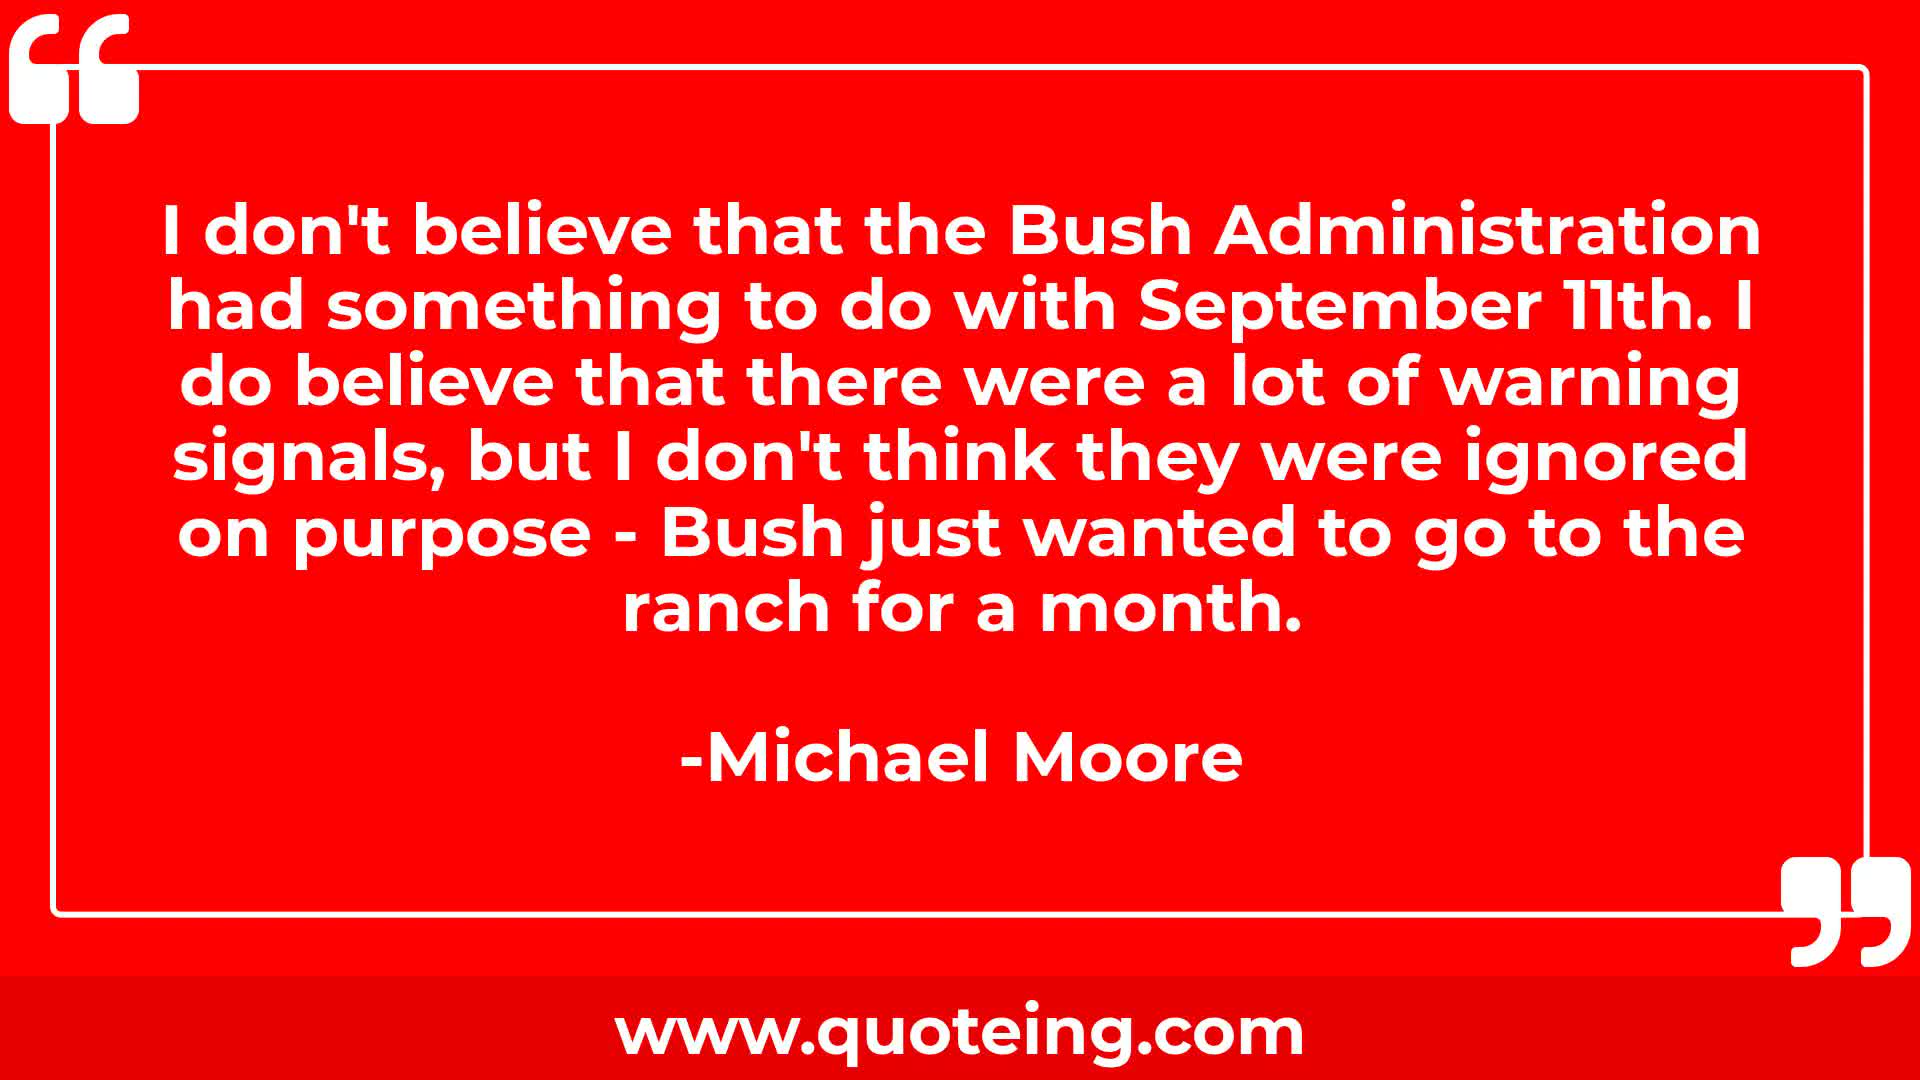 I don't believe that the Bush Administration
had something to do with September 11th. I
do believe that there were a lot of warning
signals, but I don't think they were ignored
on purpose - Bush just wanted to go to the
ranch for a month.
-Michael Moore
www.quoteing.com